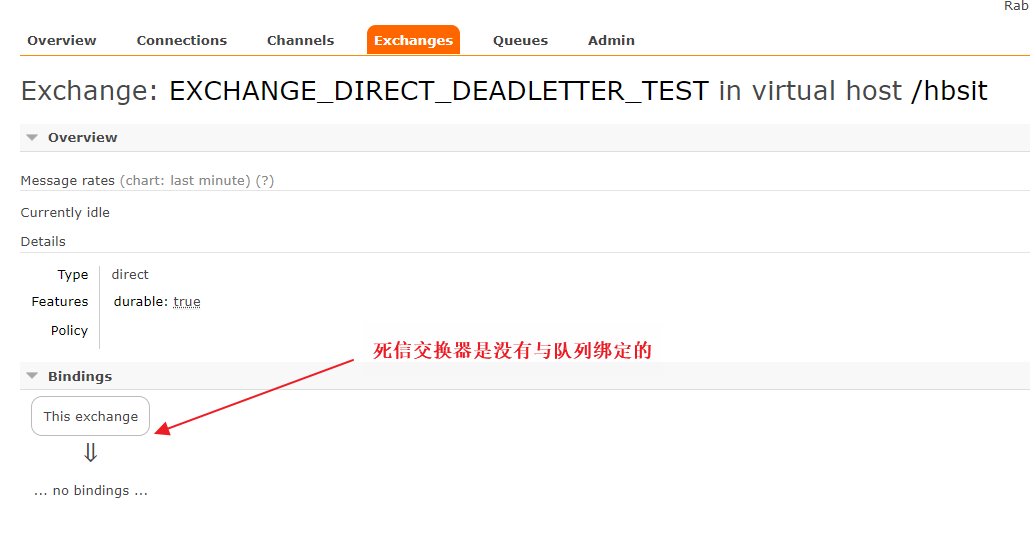 Rab
Overview Connections Channels Exchanges Queues Admin
Exchange: EXCHANGE_DIRECT_DEADLETTER_TEST in virtual host /hbsit
Overview
Message rates (chart: last minute) (?)
Currently idle
Details
Type direct
Features durable: true
Policy
死信交换器是没有与队列绑定的
Bindings
This exchange
⇓
... no bindings ...